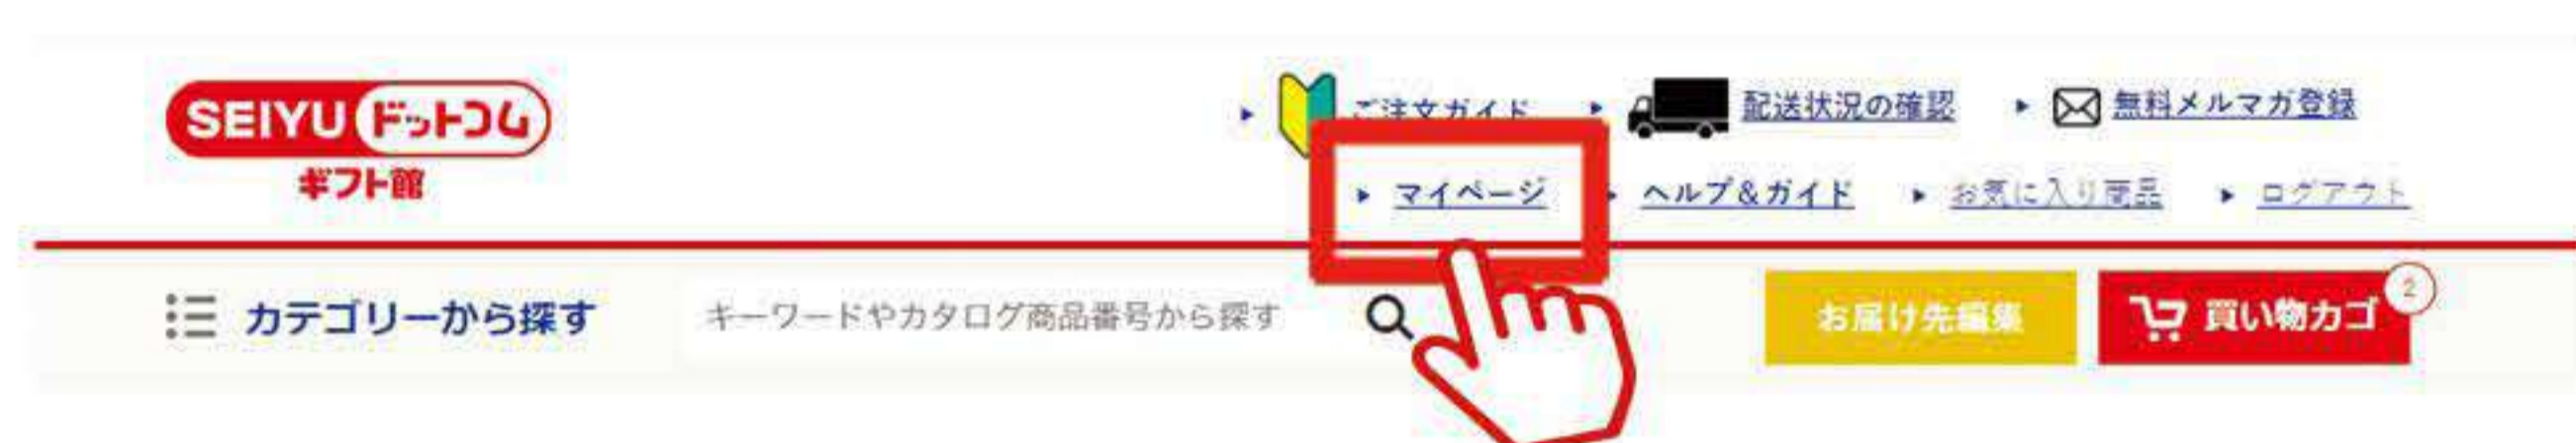 SEIYU ドットコム
ギフト館
ご注文ガイド
配送状況の確認
無料メルマガ登録
マイページ
ヘルプ&ガイド
お気に入り商品
ログアウト
カテゴリーから探す
キーワードやカタログ商品番号から探す
お届け先編集
買い物カゴ
2